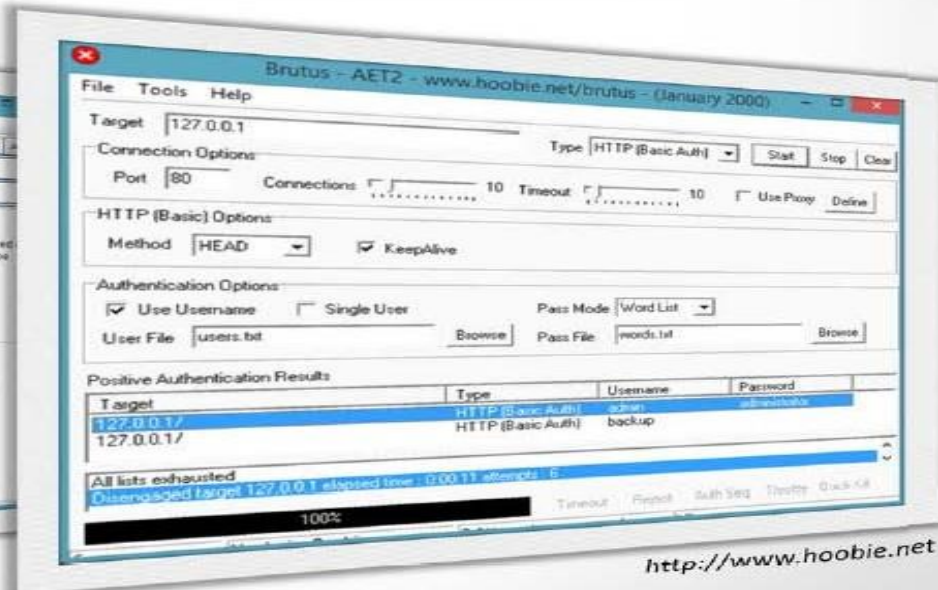 Brutus - AET2 - www.hoobie.net/brutus - (January 2000)
File Tools Help
Target 127.0.0.1 Type HTTP (Basic Auth) Start Stop Clear
Connection Options
Port 80 Connections 10 Timeout 10 Use Proxy Define
HTTP (Basic) Options
Method HEAD KeepAlive
Authentication Options
Use Username Single User Pass Mode Word List
User File users.txt Browse Pass File words.txt Browse
Positive Authentication Results
Target Type Username Password
127.0.0.1/ HTTP (Basic Auth) admin administrator
127.0.0.1/ HTTP (Basic Auth) backup
All lists exhausted
Disengaged target 127.0.0.1 elapsed time : 0:00:11 attempts : 6
100% Timeout Reject Auth Seq Throttle Quick Kill
http://www.hoobie.net